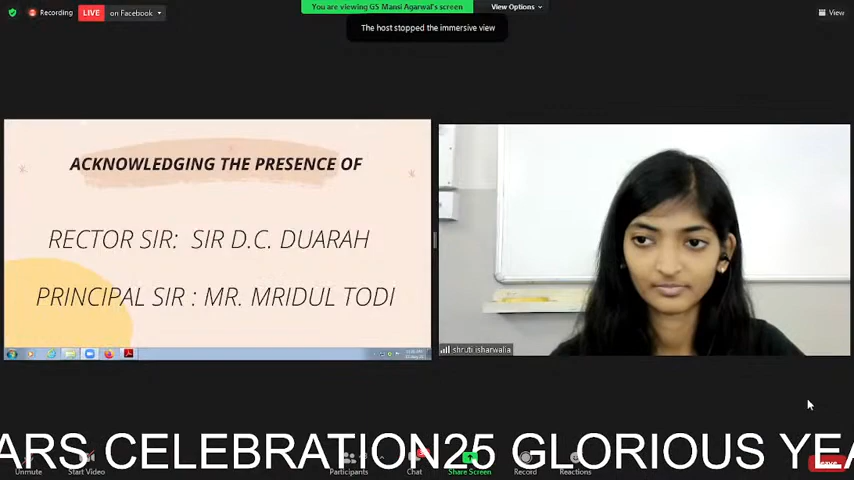 Recording
LIVE
on Facebook
You are viewing GS Mansi Agarwal's screen
View Options
View
The host stopped the immersive view
ACKNOWLEDGING THE PRESENCE OF
RECTOR SIR: SIR D.C. DUARAH
PRINCIPAL SIR : MR. MRIDUL TODI
shruti isharwalia
ARS CELEBRATION25 GLORIOUS YEA
Unmute
Start Video
Participants
Chat
Share Screen
Record
Reactions